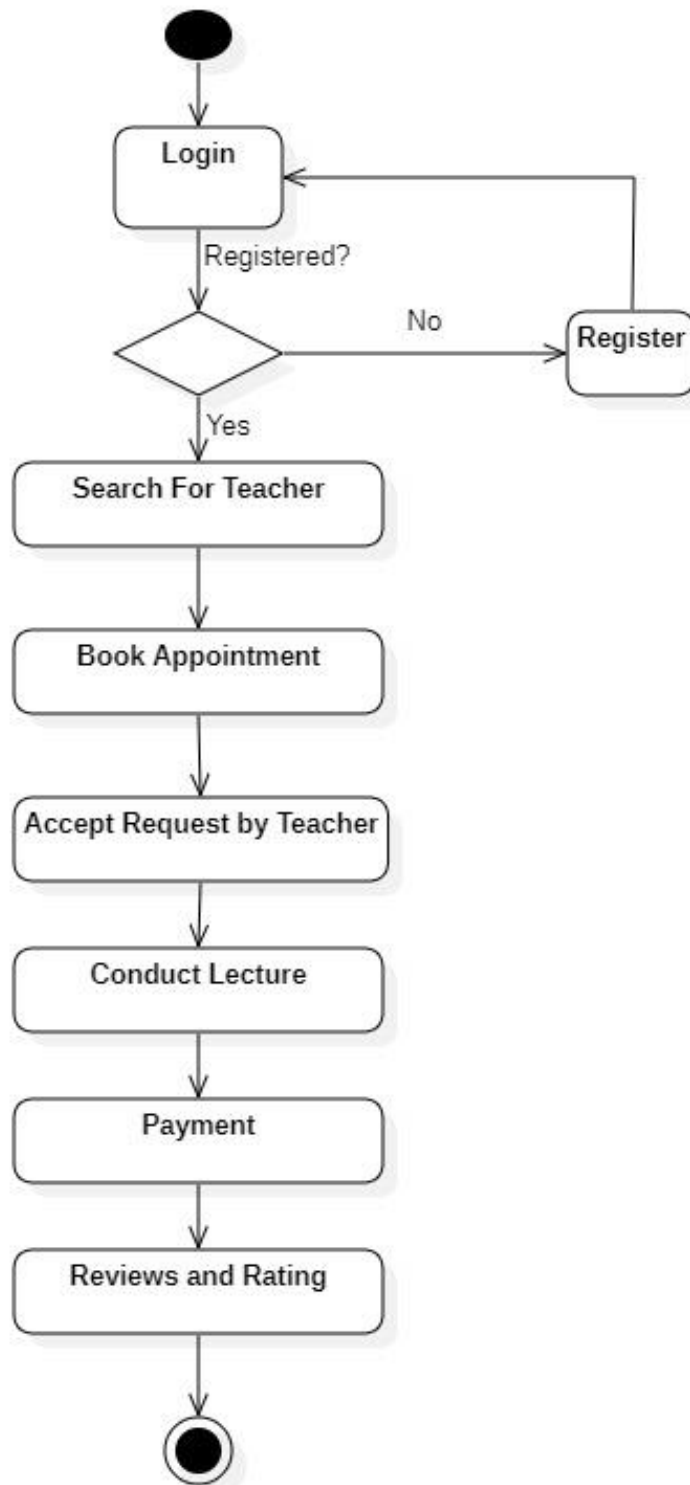 Login
Registered?
No
Register
Yes
Search For Teacher
Book Appointment
Accept Request by Teacher
Conduct Lecture
Payment
Reviews and Rating